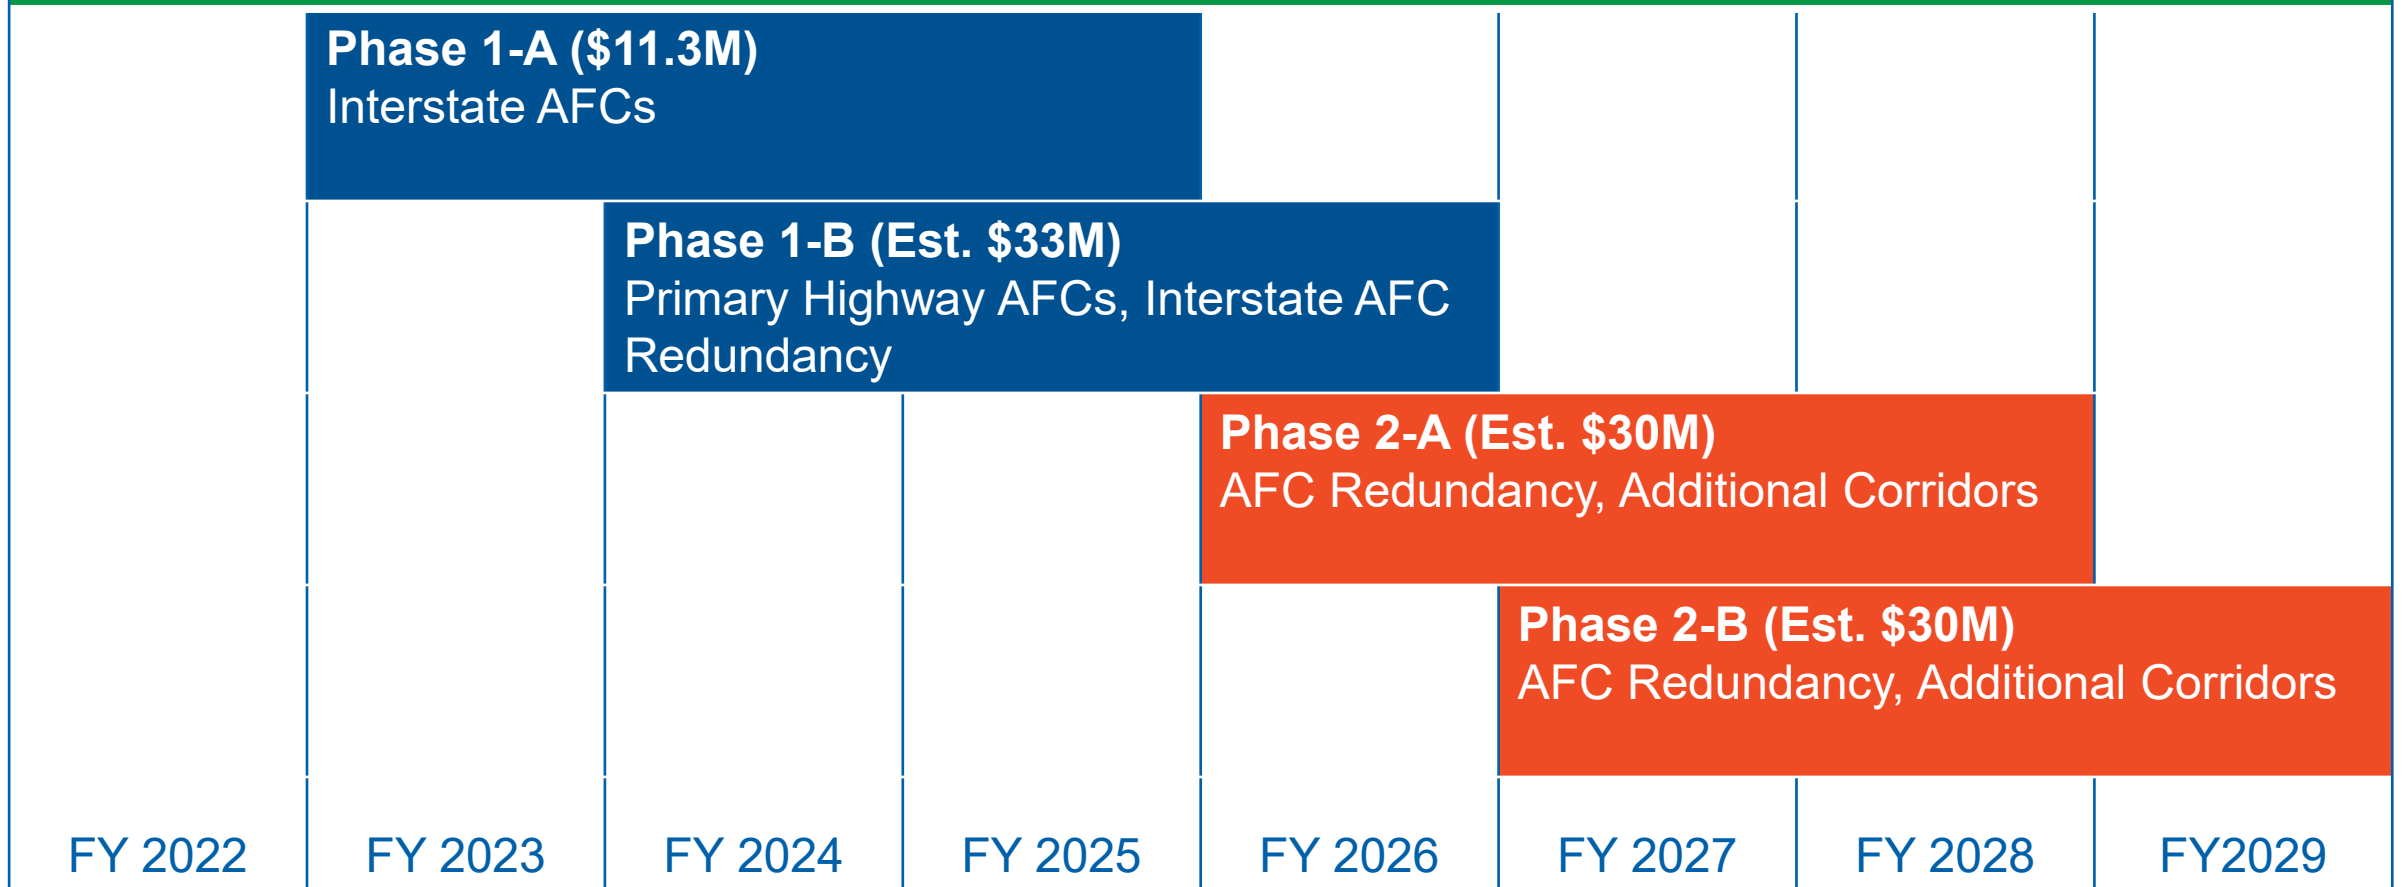 Phase 1-A ($11.3M)
Interstate AFCs
Phase 1-B (Est. $33M)
Primary Highway AFCs, Interstate AFC
Redundancy
Phase 2-A (Est. $30M)
AFC Redundancy, Additional Corridors
Phase 2-B (Est. $30M)
AFC Redundancy, Additional Corridors
FY 2022 FY 2023 FY 2024 FY 2025 FY 2026 FY 2027 FY 2028 FY2029